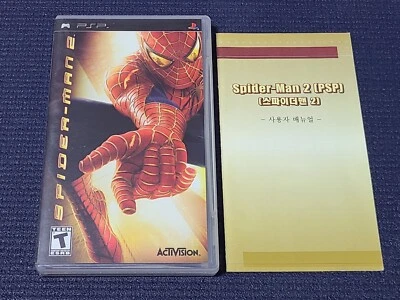 PSP
SPIDER-MAN 2
TEEN
T
ESRB
ACTIVISION
Spider-Man 2 (PSP)
(스파이더맨 2)
- 사용자 매뉴얼 -